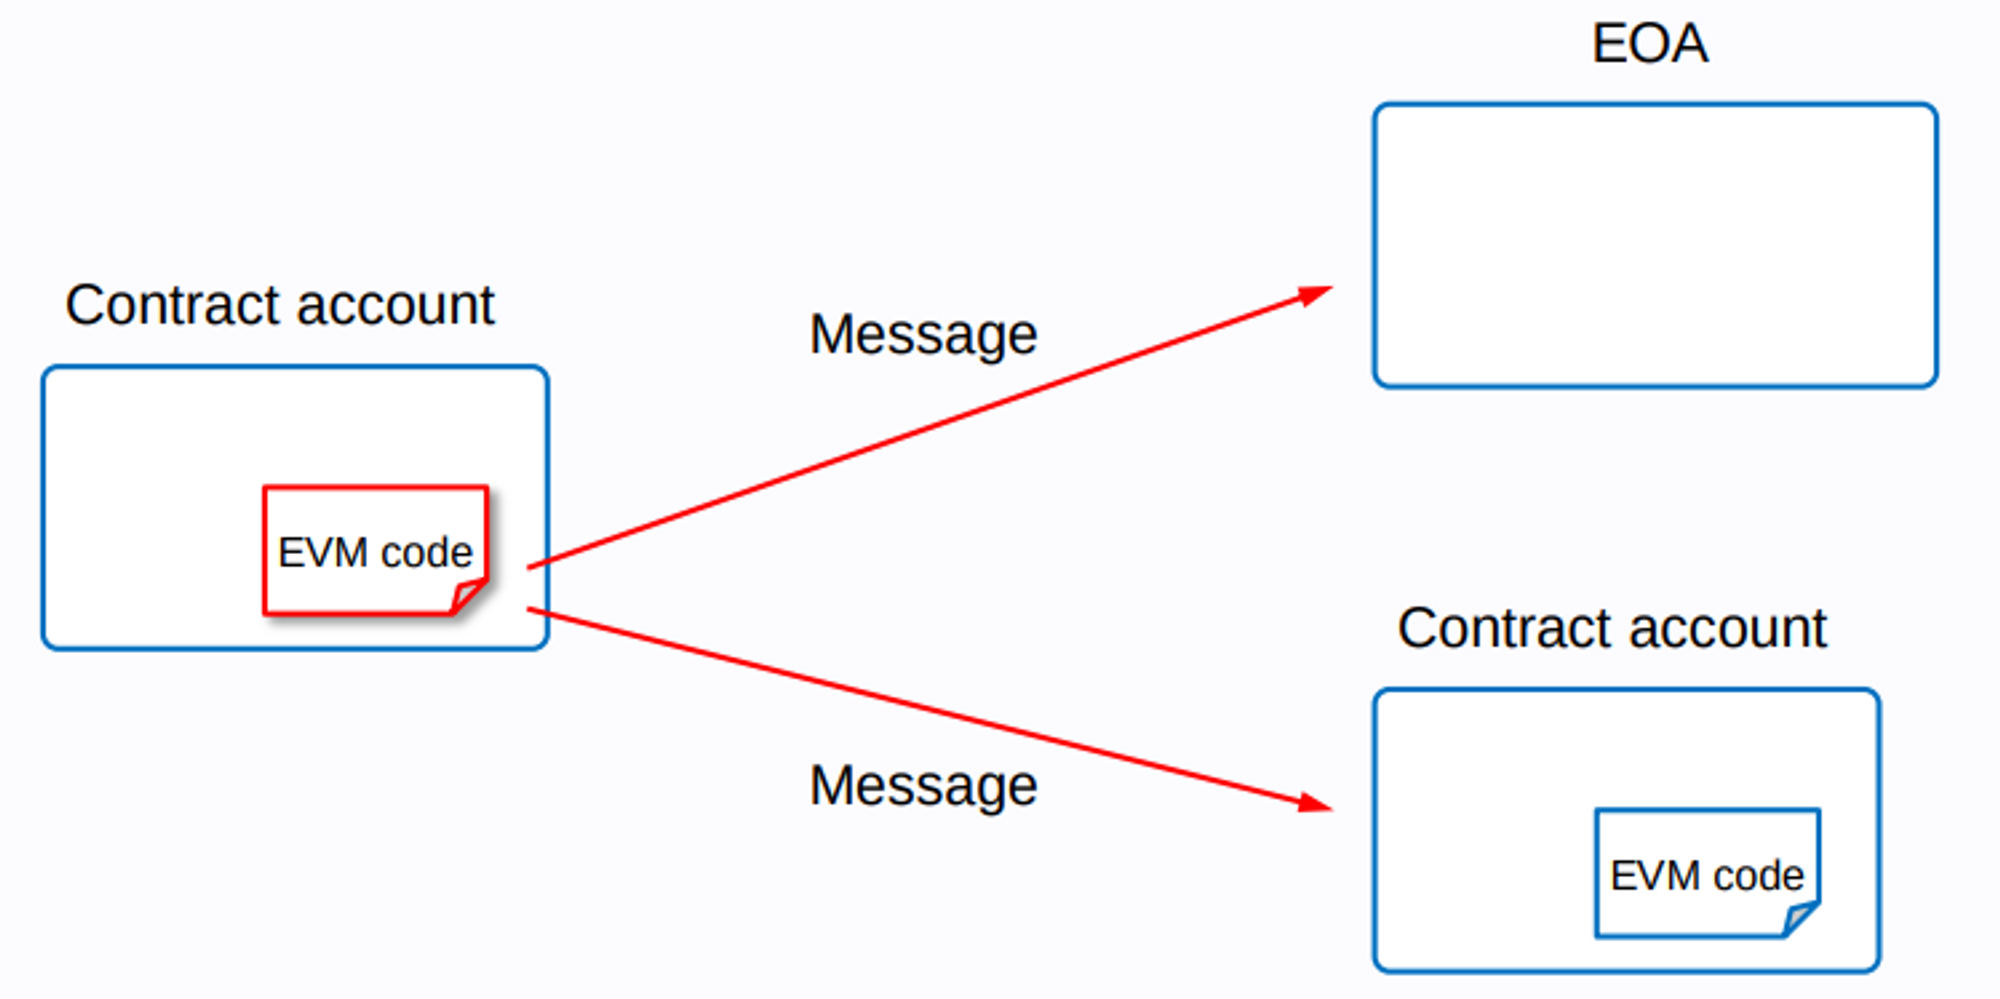 EOA
Contract account
Message
EVM code
Contract account
Message
EVM code